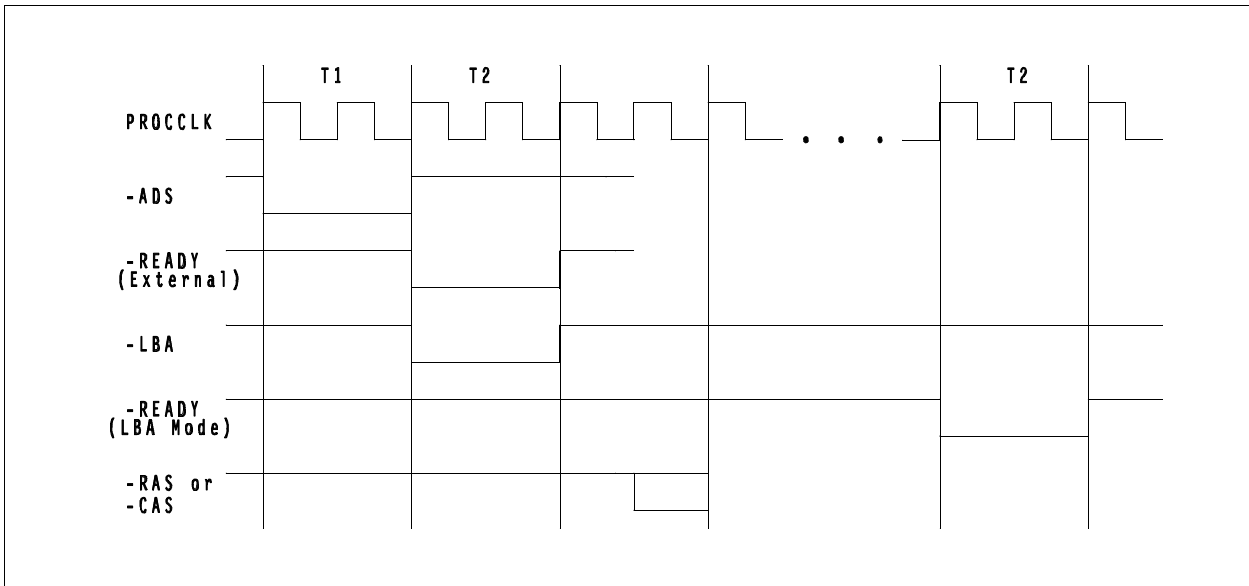 T1 T2 T2
PROCCLK
-ADS
-READY
(External)
-LBA
-READY
(LBA Mode)
-RAS or
-CAS